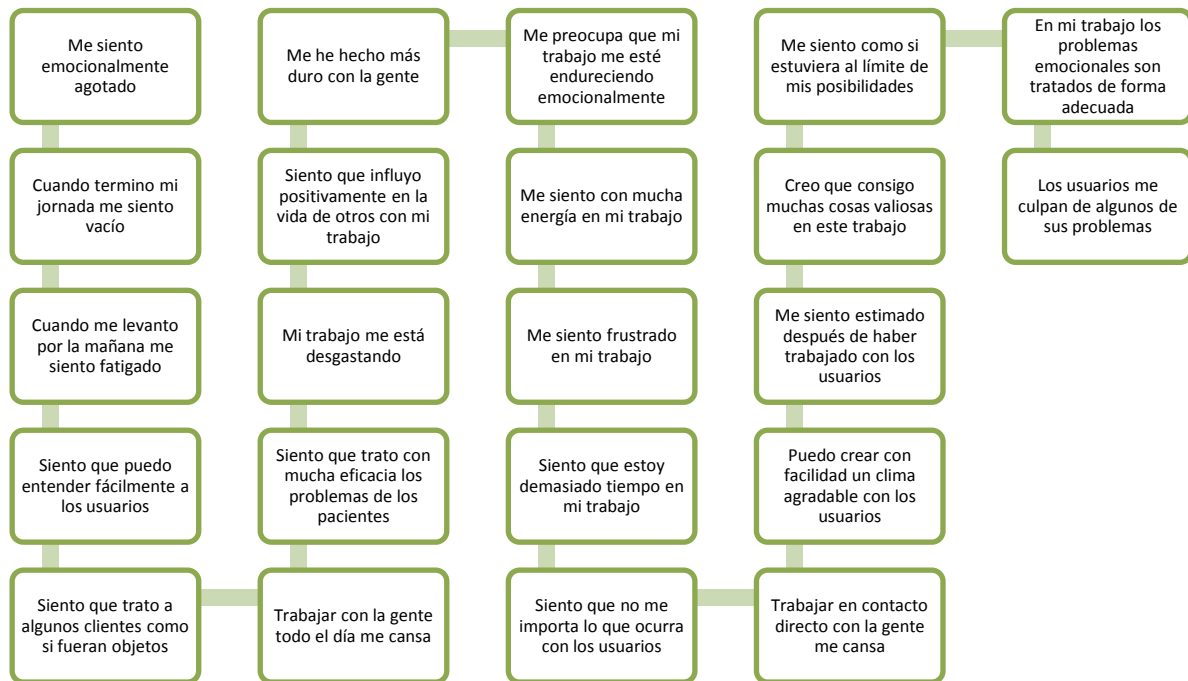 Me siento
emocionalmente
agotado
Cuando termino mi
jornada me siento
vacío
Cuando me levanto
por la mañana me
siento fatigado
Siento que puedo
entender fácilmente a
los usuarios
Siento que trato a
algunos clientes como
si fueran objetos
Trabajar con la gente
todo el día me cansa
Siento que trato con
mucha eficacia los
problemas de los
pacientes
Mi trabajo me está
desgastando
Siento que influyo
positivamente en la
vida de otros con mi
trabajo
Me he hecho más
duro con la gente
Me preocupa que mi
trabajo me esté
endureciendo
emocionalmente
Me siento con mucha
energía en mi trabajo
Me siento frustrado
en mi trabajo
Siento que estoy
demasiado tiempo en
mi trabajo
Siento que no me
importa lo que ocurra
con los usuarios
Trabajar en contacto
directo con la gente
me cansa
Puedo crear con
facilidad un clima
agradable con los
usuarios
Me siento estimado
después de haber
trabajado con los
usuarios
Creo que consigo
muchas cosas valiosas
en este trabajo
Me siento como si
estuviera al límite de
mis posibilidades
En mi trabajo los
problemas
emocionales son
tratados de forma
adecuada
Los usuarios me
culpan de algunos de
sus problemas